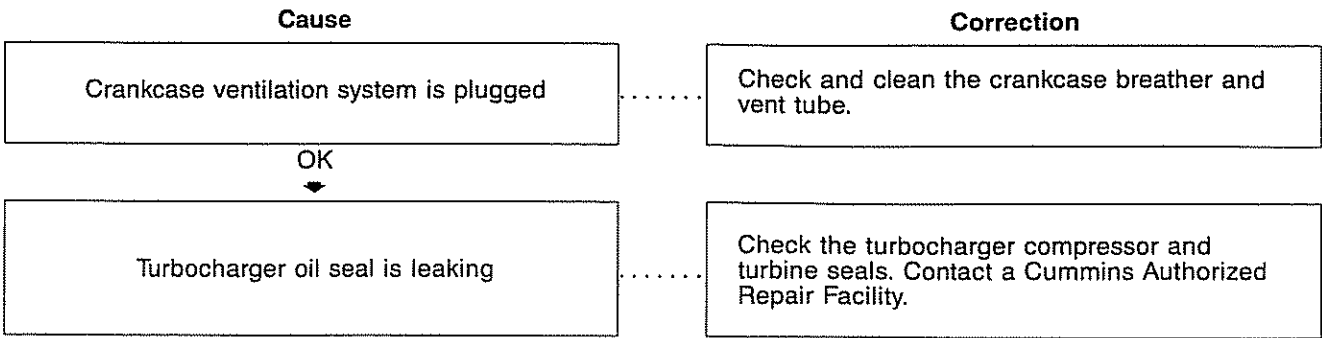 Cause
Correction
Crankcase ventilation system is plugged
Check and clean the crankcase breather and
vent tube.
OK
Turbocharger oil seal is leaking
Check the turbocharger compressor and
turbine seals. Contact a Cummins Authorized
Repair Facility.